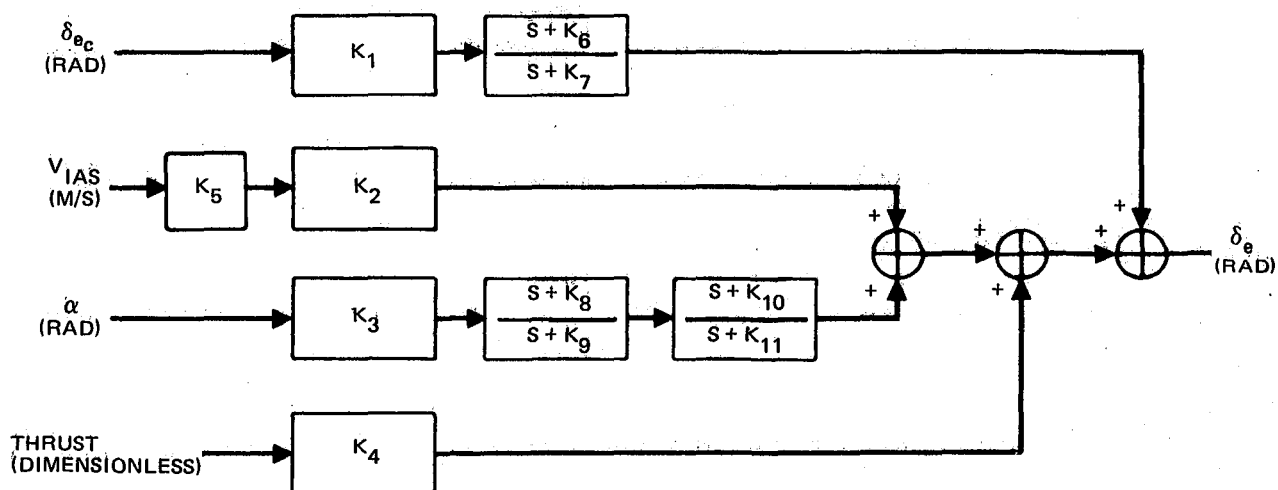 δec
(RAD)
K1
S + K6
S + K7
VIAS
(M/S)
K5
K2
+
+
+
+
+
+
δe
(RAD)
α
(RAD)
K3
S + K8
S + K9
S + K10
S + K11
THRUST
(DIMENSIONLESS)
K4